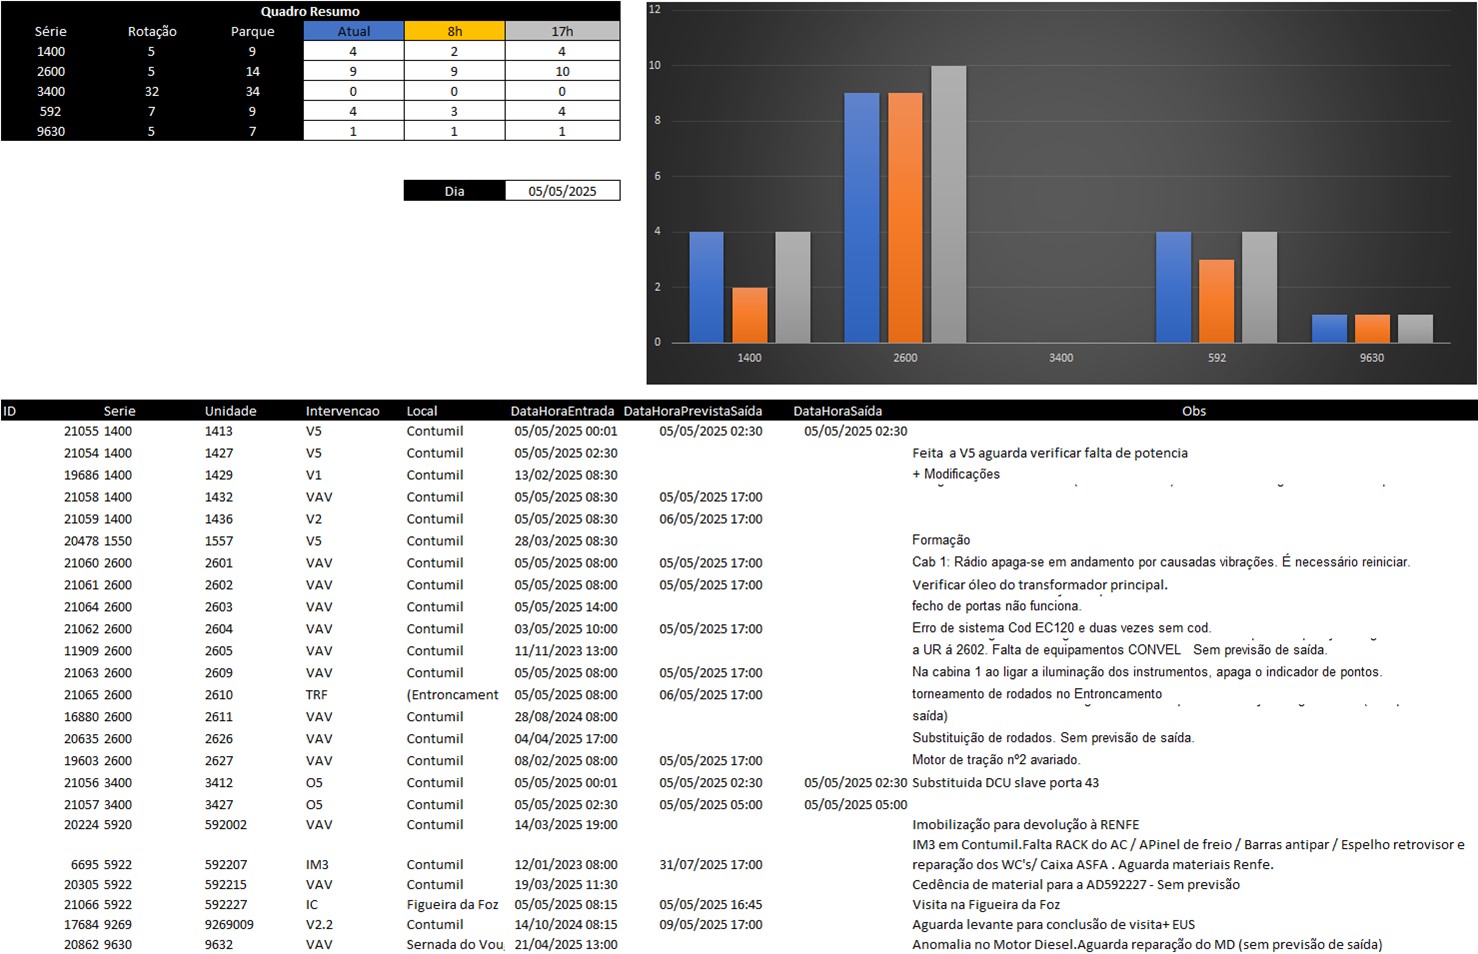 Quadro Resumo
Série Rotação Parque Atual 8h 17h
1400 5 9 4 2 4
2600 5 14 9 9 10
3400 32 34 0 0 0
592 7 9 4 3 4
9630 5 7 1 1 1
Dia 05/05/2025
12
10
8
6
4
2
0
1400 2600 3400 592 9630
ID Serie Unidade Intervencao Local DataHoraEntrada DataHoraPrevistaSaída DataHoraSaída Obs
21055 1400 1413 V5 Contumil 05/05/2025 00:01 05/05/2025 02:30 05/05/2025 02:30
21054 1400 1427 V5 Contumil 05/05/2025 02:30 Feita a V5 aguarda verificar falta de potencia
19686 1400 1429 V1 Contumil 13/02/2025 08:30 + Modificações
21058 1400 1432 VAV Contumil 05/05/2025 08:30 05/05/2025 17:00
21059 1400 1436 V2 Contumil 05/05/2025 08:30 06/05/2025 17:00
20478 1550 1557 V5 Contumil 28/03/2025 08:30 Formação
21060 2600 2601 VAV Contumil 05/05/2025 08:00 05/05/2025 17:00 Cab 1: Rádio apaga-se em andamento por causadas vibrações. É necessário reiniciar.
21061 2600 2602 VAV Contumil 05/05/2025 08:00 05/05/2025 17:00 Verificar óleo do transformador principal.
21064 2600 2603 VAV Contumil 05/05/2025 14:00 fecho de portas não funciona.
21062 2600 2604 VAV Contumil 03/05/2025 10:00 05/05/2025 17:00 Erro de sistema Cod EC120 e duas vezes sem cod.
11909 2600 2605 VAV Contumil 11/11/2023 13:00 a UR á 2602. Falta de equipamentos CONVEL Sem previsão de saída.
21063 2600 2609 VAV Contumil 05/05/2025 08:00 05/05/2025 17:00 Na cabina 1 ao ligar a iluminação dos instrumentos, apaga o indicador de pontos.
21065 2600 2610 TRF (Entroncament 05/05/2025 08:00 06/05/2025 17:00 torneamento de rodados no Entroncamento
16880 2600 2611 VAV Contumil 28/08/2024 08:00 saída)
20635 2600 2626 VAV Contumil 04/04/2025 17:00 Substituição de rodados. Sem previsão de saída.
19603 2600 2627 VAV Contumil 08/02/2025 08:00 05/05/2025 17:00 Motor de tração nº2 avariado.
21056 3400 3412 O5 Contumil 05/05/2025 00:01 05/05/2025 02:30 05/05/2025 02:30 Substituida DCU slave porta 43
21057 3400 3427 O5 Contumil 05/05/2025 02:30 05/05/2025 05:00 05/05/2025 05:00
20224 5920 592002 VAV Contumil 14/03/2025 19:00 Imobilização para devolução à RENFE
IM3 em Contumil.Falta RACK do AC / APinel de freio / Barras antipar / Espelho retrovisor e
6695 5922 592207 IM3 Contumil 12/01/2023 08:00 31/07/2025 17:00 reparação dos WC's/ Caixa ASFA . Aguarda materiais Renfe.
20305 5922 592215 VAV Contumil 19/03/2025 11:30 Cedência de material para a AD592227 - Sem previsão
21066 5922 592227 IC Figueira da Foz 05/05/2025 08:15 05/05/2025 16:45 Visita na Figueira da Foz
17684 9269 9269009 V2.2 Contumil 14/10/2024 08:15 09/05/2025 17:00 Aguarda levante para conclusão de visita+ EUS
20862 9630 9632 VAV Sernada do Vou 21/04/2025 13:00 Anomalia no Motor Diesel.Aguarda reparação do MD (sem previsão de saída)